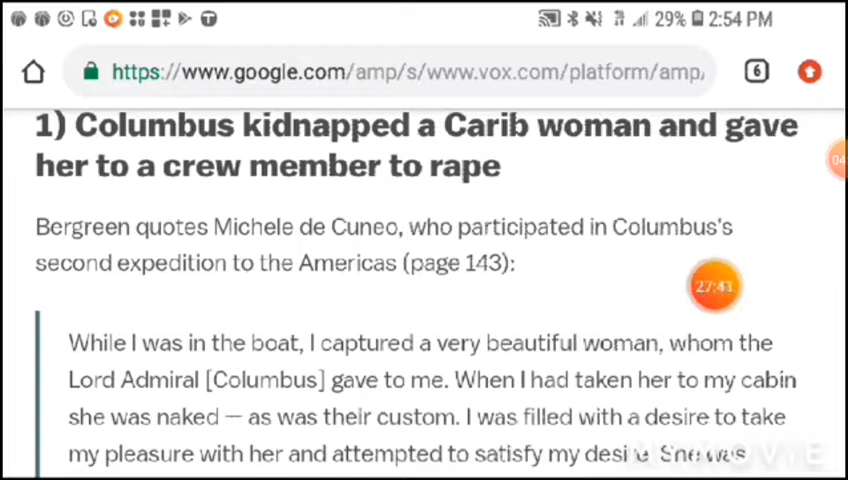 29% 2:54 PM
https://www.google.com/amp/s/www.vox.com/platform/amp,
6
1) Columbus kidnapped a Carib woman and gave
her to a crew member to rape
04
Bergreen quotes Michele de Cuneo, who participated in Columbus's
second expedition to the Americas (page 143):
27:43
While I was in the boat, I captured a very beautiful woman, whom the
Lord Admiral [Columbus] gave to me. When I had taken her to my cabin
she was naked — as was their custom. I was filled with a desire to take
my pleasure with her and attempted to satisfy my desire. She was